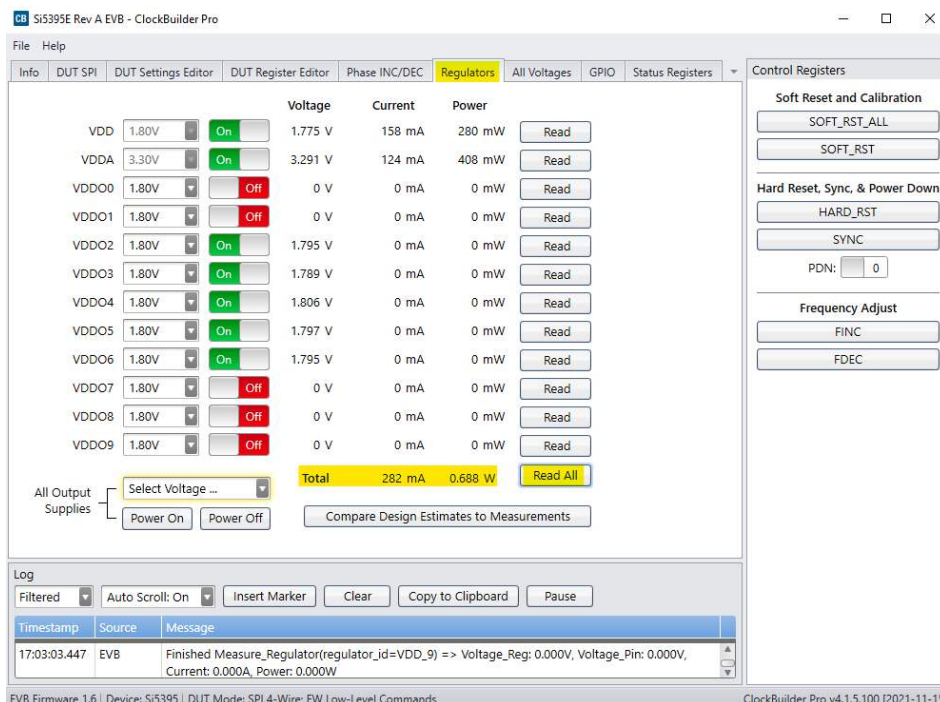 CB Si5395E Rev A EVB - ClockBuilder Pro
File Help
Info DUT SPI DUT Settings Editor DUT Register Editor Phase INC/DEC Regulators All Voltages GPIO Status Registers
Voltage Current Power
VDD 1.80V On 1.775 V 158 mA 280 mW Read
VDDA 3.30V On 3.291 V 124 mA 408 mW Read
VDDO0 1.80V Off 0 V 0 mA 0 mW Read
VDDO1 1.80V Off 0 V 0 mA 0 mW Read
VDDO2 1.80V On 1.795 V 0 mA 0 mW Read
VDDO3 1.80V On 1.789 V 0 mA 0 mW Read
VDDO4 1.80V On 1.806 V 0 mA 0 mW Read
VDDO5 1.80V On 1.797 V 0 mA 0 mW Read
VDDO6 1.80V On 1.795 V 0 mA 0 mW Read
VDDO7 1.80V Off 0 V 0 mA 0 mW Read
VDDO8 1.80V Off 0 V 0 mA 0 mW Read
VDDO9 1.80V Off 0 V 0 mA 0 mW Read
Total 282 mA 0.688 W Read All
All Output Supplies
Select Voltage ...
Power On Power Off
Compare Design Estimates to Measurements
Control Registers
Soft Reset and Calibration
SOFT_RST_ALL
SOFT_RST
Hard Reset, Sync, & Power Down
HARD_RST
SYNC
PDN: 0
Frequency Adjust
FINC
FDEC
Log
Filtered Auto Scroll: On Insert Marker Clear Copy to Clipboard Pause
Timestamp Source Message
17:03:03.447 EVB Finished Measure_Regulator(regulator_id=VDD_9) => Voltage_Reg: 0.000V, Voltage_Pin: 0.000V,
Current: 0.000A, Power: 0.000W
EVB Firmware 1.6 | Device: Si5395 | DUT Mode: SPI 4-Wire: FW Low-Level Commands ClockBuilder Pro v4.1.5.100 [2021-11-15